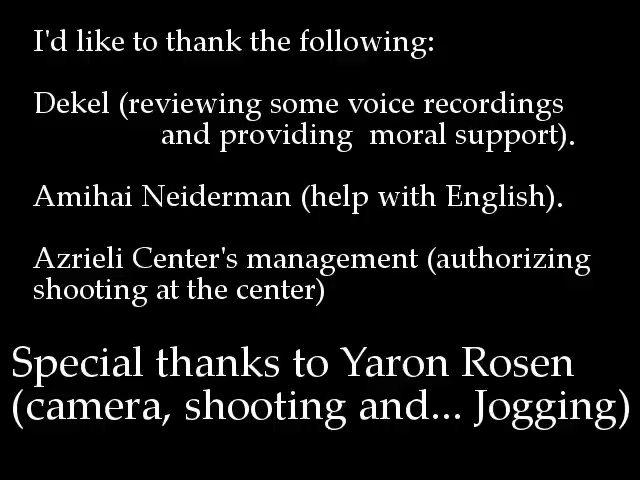 I'd like to thank the following:
Dekel (reviewing some voice recordings
and providing  moral support).
Amihai Neiderman (help with English).
Azrieli Center's management (authorizing
shooting at the center)
Special thanks to Yaron Rosen
(camera, shooting and... Jogging)